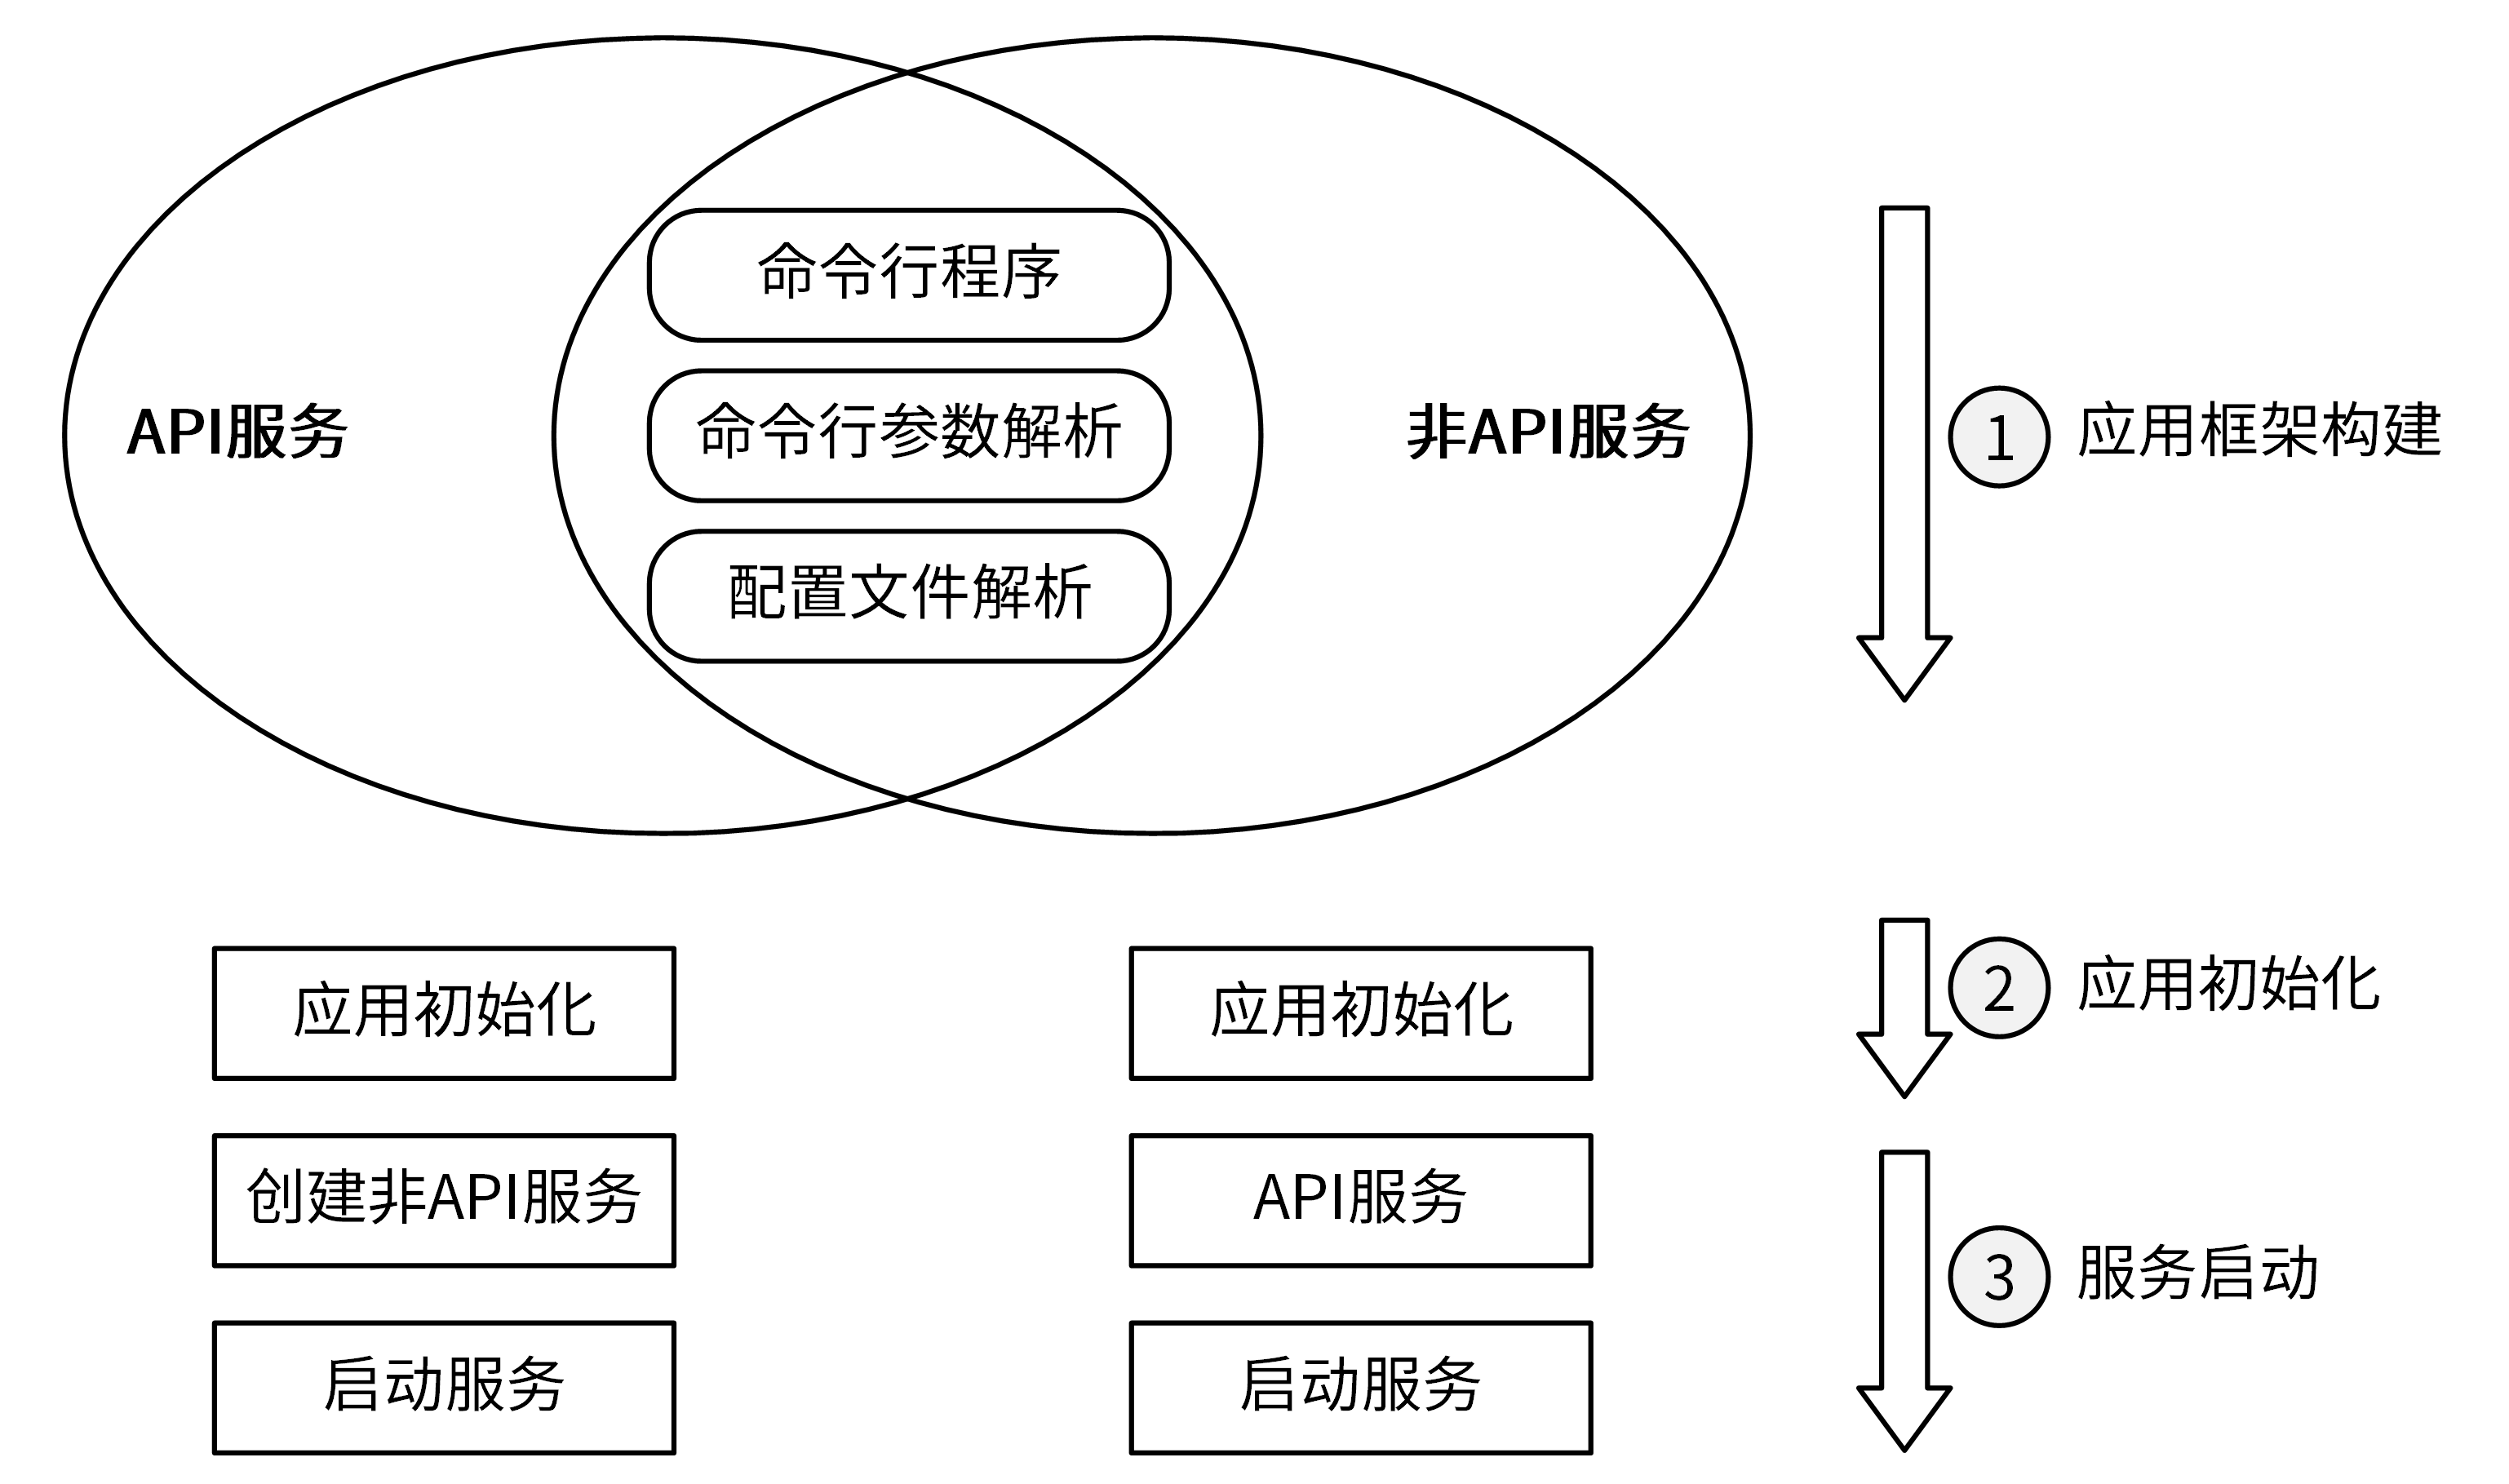 命令行程序
API服务
命令行参数解析
非API服务
配置文件解析
1
应用框架构建
应用初始化
应用初始化
2
应用初始化
创建非API服务
API服务
3
服务启动
启动服务
启动服务